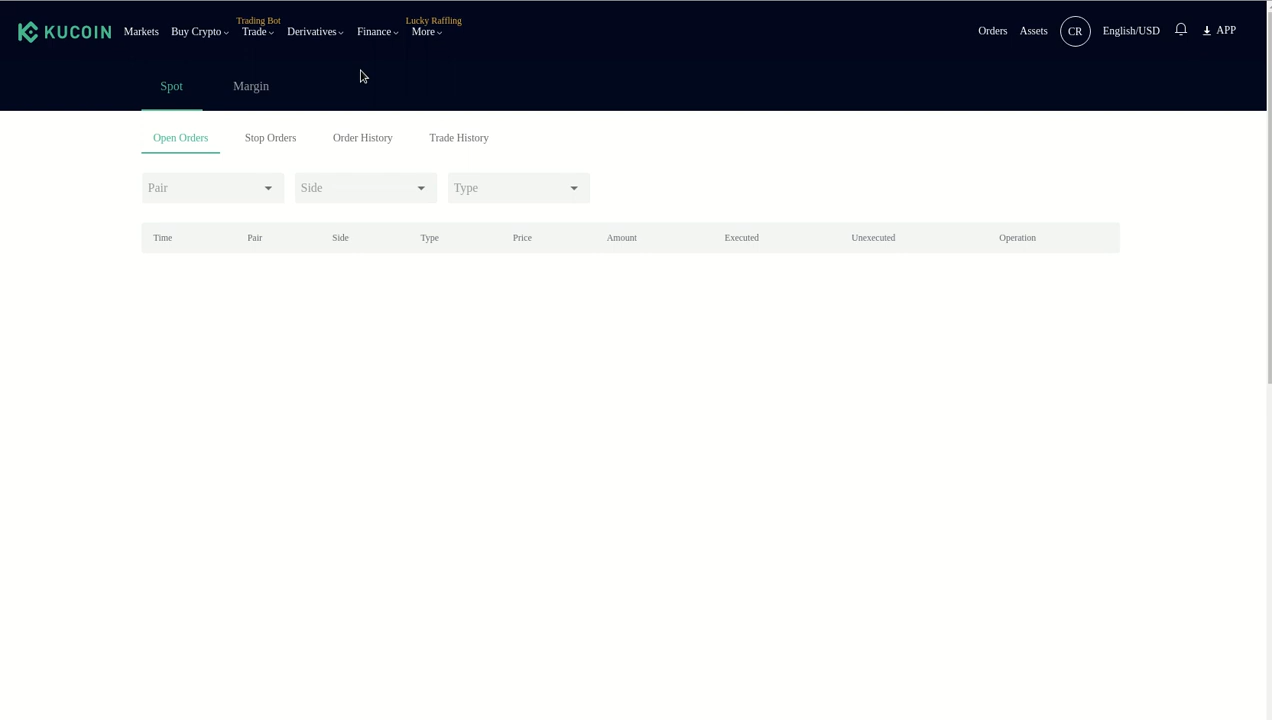 Trading Bot Lucky Raffling
KUCOIN Markets Buy Crypto Trade Derivatives Finance More Orders Assets CR English/USD APP
Spot Margin
Open Orders Stop Orders Order History Trade History
Pair Side Type
Time Pair Side Type Price Amount Executed Unexecuted Operation